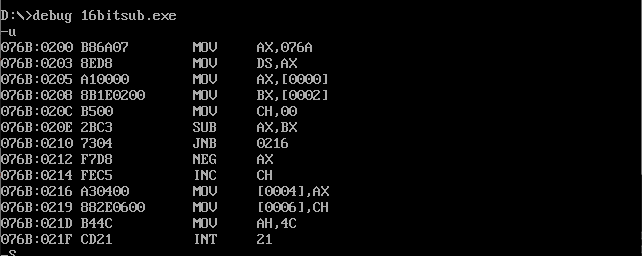 D:\>debug 16bitsub.exe
-u
076B:0200 B86A07 MOV AX,076A
076B:0203 8ED8 MOV DS,AX
076B:0205 A10000 MOV AX,[0000]
076B:0208 8B1E0200 MOV BX,[0002]
076B:020C B500 MOV CH,00
076B:020E 2BC3 SUB AX,BX
076B:0210 7304 JNB 0216
076B:0212 F7D8 NEG AX
076B:0214 FEC5 INC CH
076B:0216 A30400 MOV [0004],AX
076B:0219 882E0600 MOV [0006],CH
076B:021D B44C MOV AH,4C
076B:021F CD21 INT 21